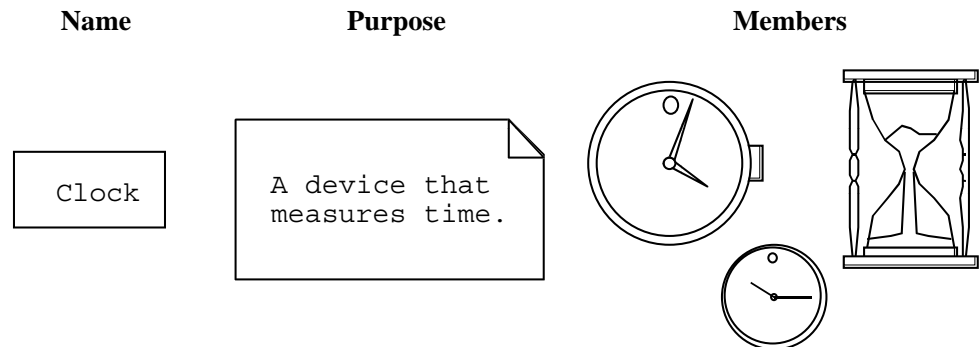 Name Purpose Members
Clock
A device that
measures time.